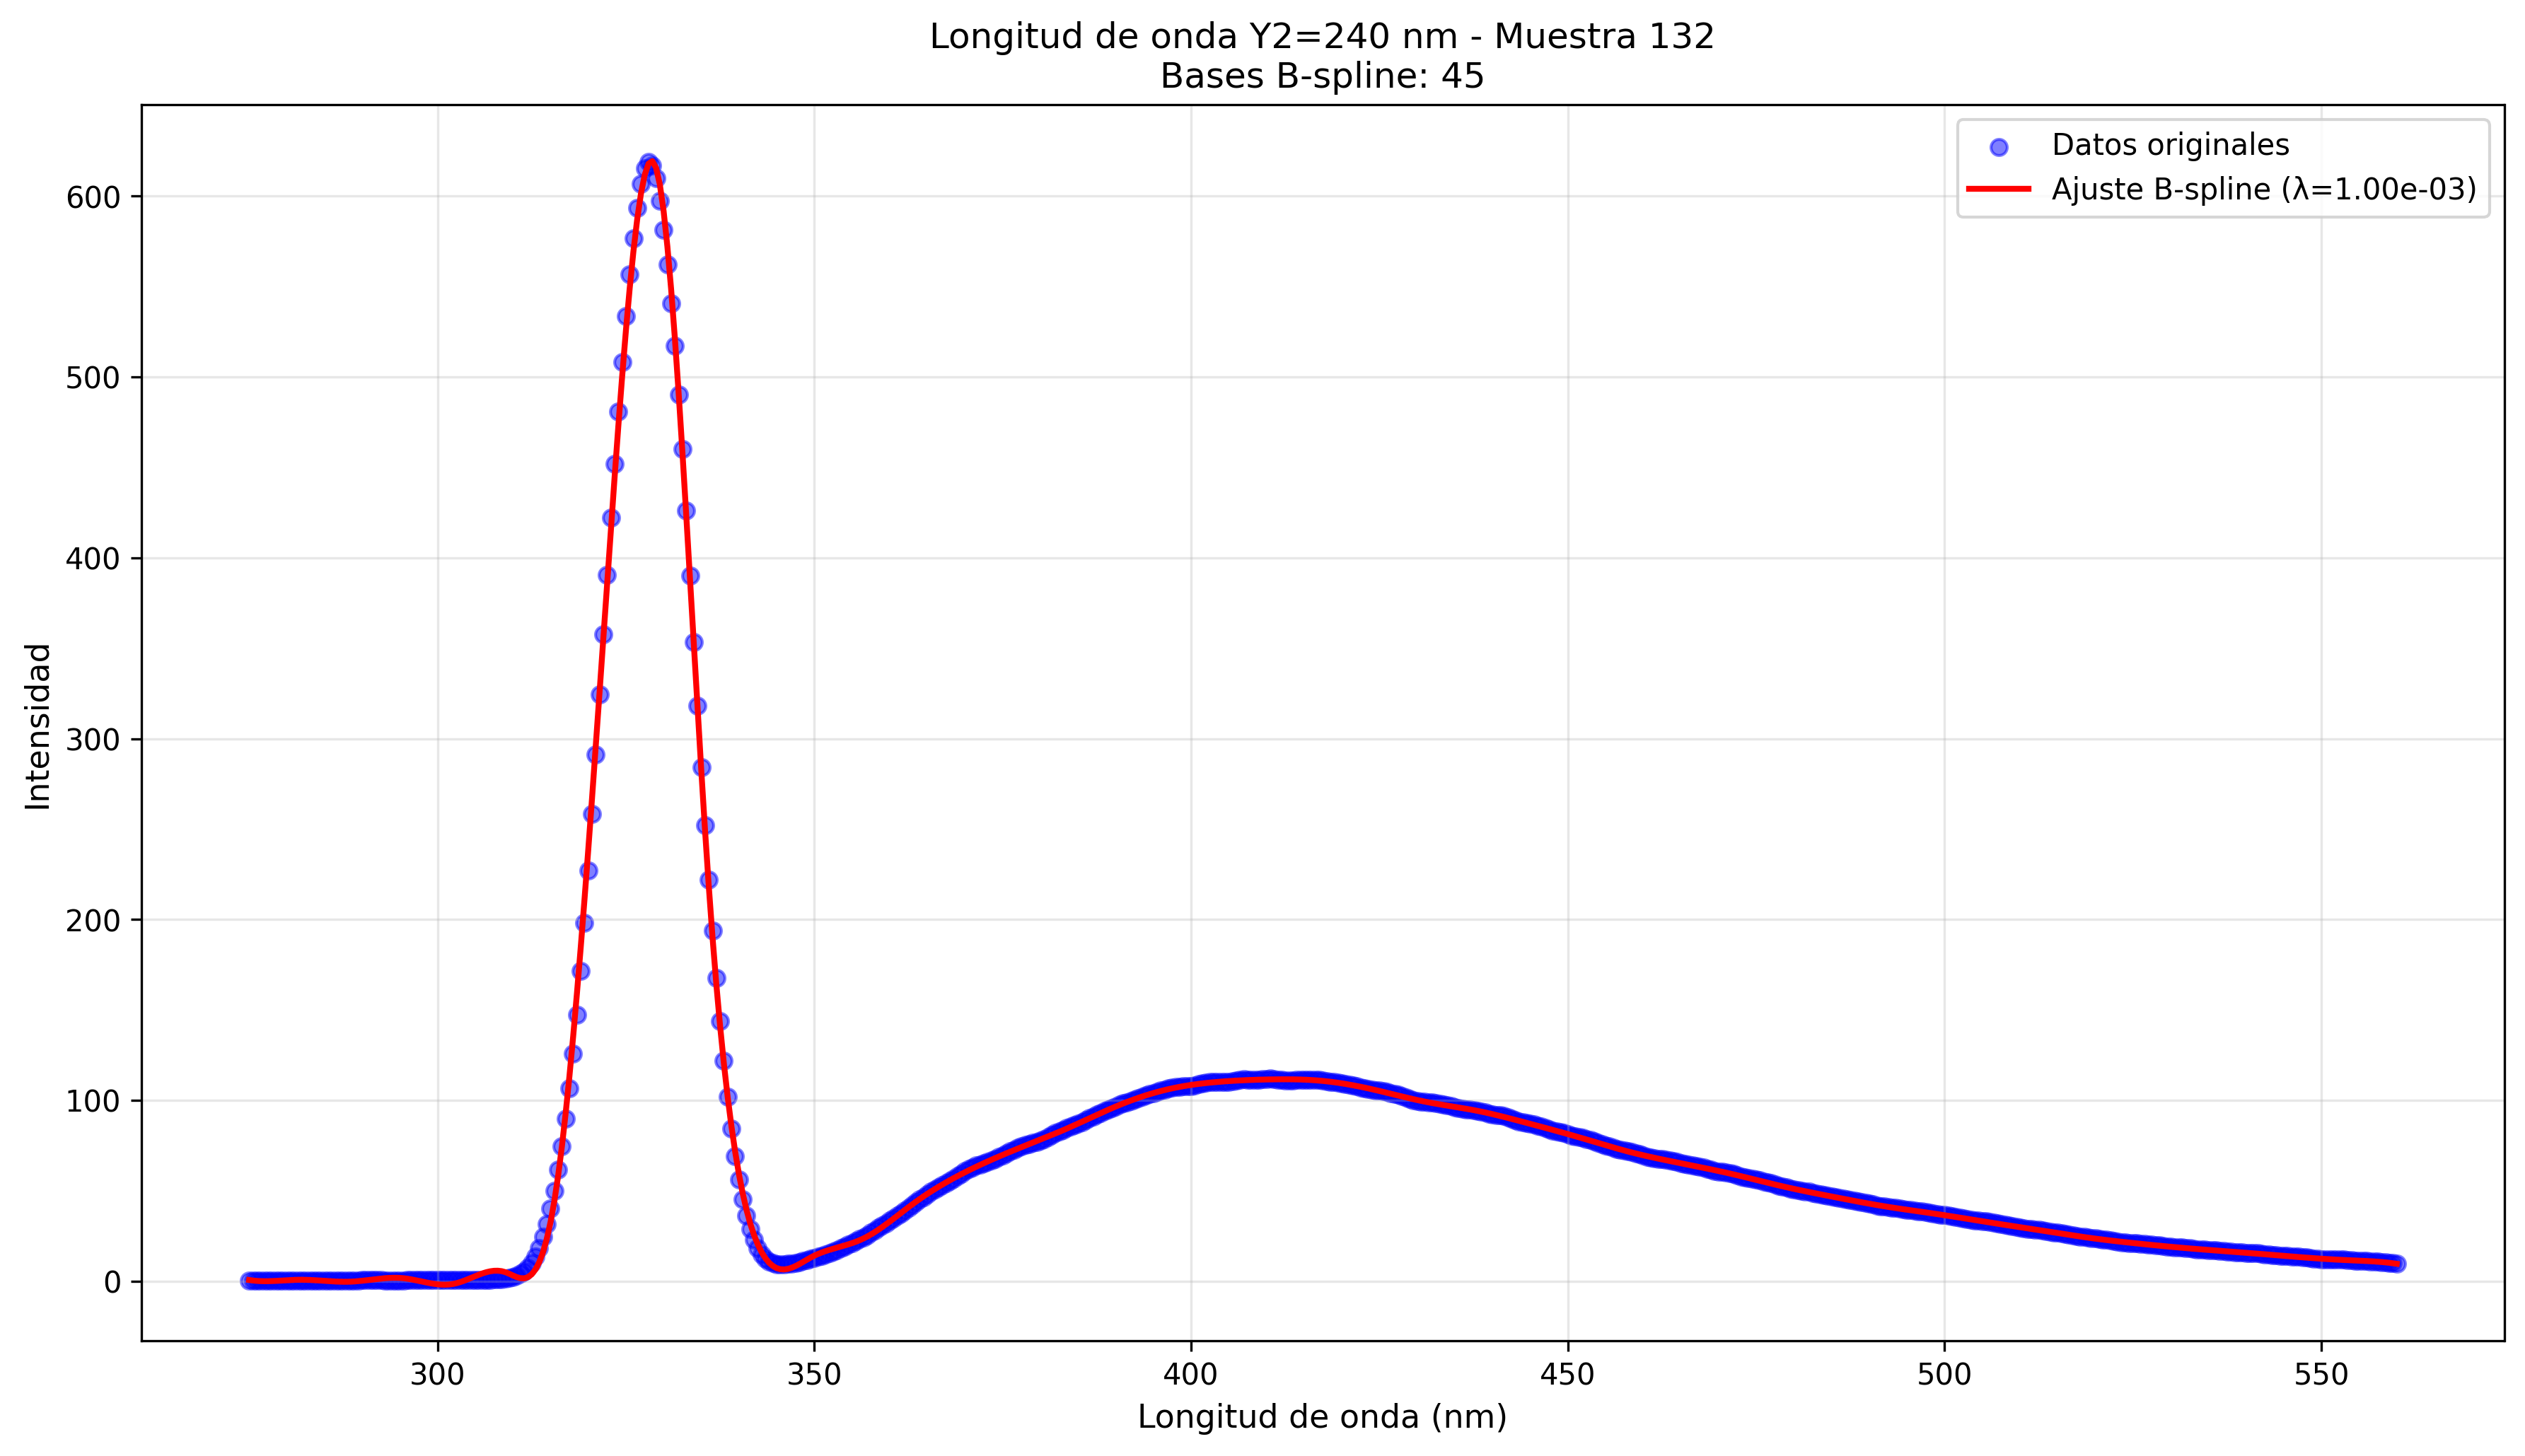 Longitud de onda Y2=240 nm - Muestra 132
Bases B-spline: 45
Datos originales
Ajuste B-spline (λ=1.00e-03)
Intensidad
600
500
400
300
200
100
0
300 350 400 450 500 550
Longitud de onda (nm)